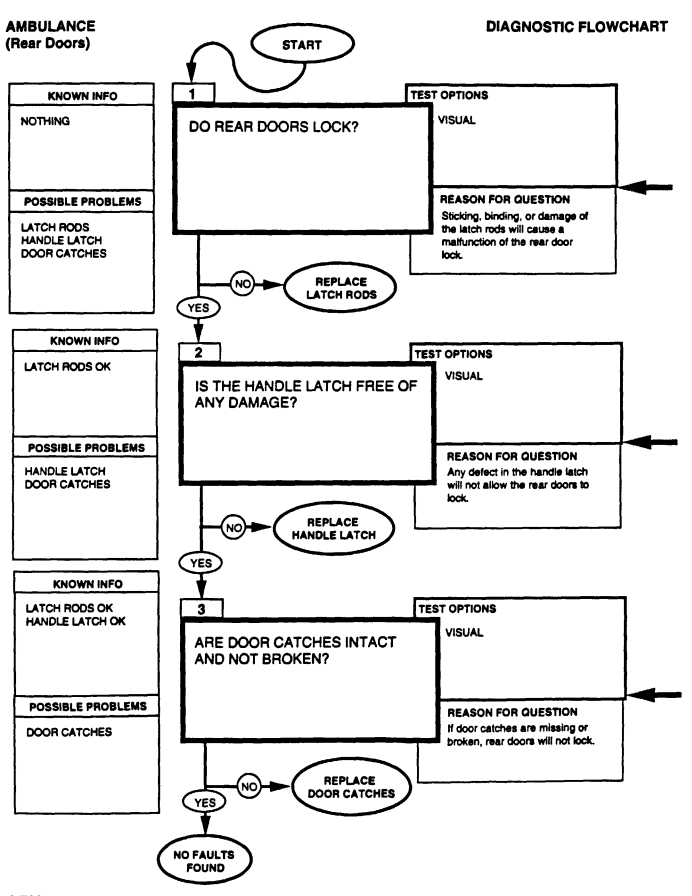 AMBULANCE
(Rear Doors)
DIAGNOSTIC FLOWCHART
START
KNOWN INFO
NOTHING
POSSIBLE PROBLEMS
LATCH RODS
HANDLE LATCH
DOOR CATCHES
1
DO REAR DOORS LOCK?
TEST OPTIONS
VISUAL
REASON FOR QUESTION
Sticking, binding, or damage of
the latch rods will cause a
malfunction of the rear door
lock.
NO
REPLACE
LATCH RODS
YES
KNOWN INFO
LATCH RODS OK
POSSIBLE PROBLEMS
HANDLE LATCH
DOOR CATCHES
2
IS THE HANDLE LATCH FREE OF
ANY DAMAGE?
TEST OPTIONS
VISUAL
REASON FOR QUESTION
Any defect in the handle latch
will not allow the rear doors to
lock.
NO
REPLACE
HANDLE LATCH
YES
KNOWN INFO
LATCH RODS OK
HANDLE LATCH OK
POSSIBLE PROBLEMS
DOOR CATCHES
3
ARE DOOR CATCHES INTACT
AND NOT BROKEN?
TEST OPTIONS
VISUAL
REASON FOR QUESTION
If door catches are missing or
broken, rear doors will not lock.
NO
REPLACE
DOOR CATCHES
YES
NO FAULTS
FOUND